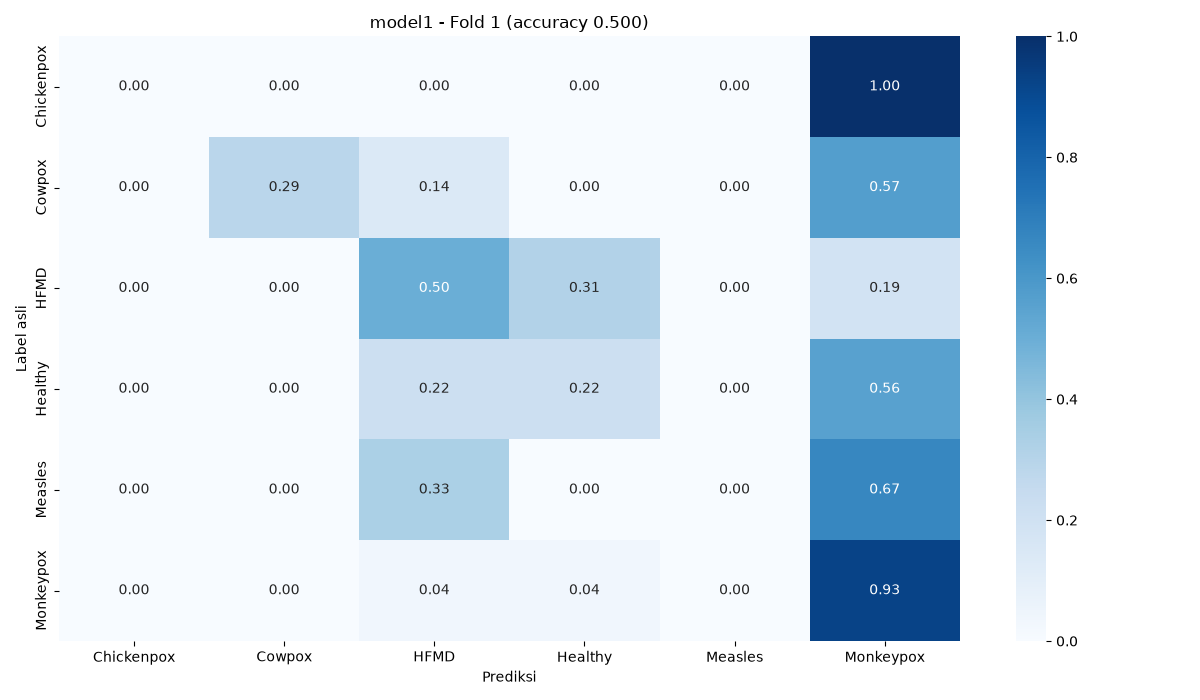 model1 - Fold 1 (accuracy 0.500)
Chickenpox 0.00 0.00 0.00 0.00 0.00 1.00
Cowpox 0.00 0.29 0.14 0.00 0.00 0.57
HFMD 0.00 0.00 0.50 0.31 0.00 0.19
Healthy 0.00 0.00 0.22 0.22 0.00 0.56
Measles 0.00 0.00 0.33 0.00 0.00 0.67
Monkeypox 0.00 0.00 0.04 0.04 0.00 0.93
Label asli
Chickenpox Cowpox HFMD Healthy Measles Monkeypox
Prediksi
1.0
0.8
0.6
0.4
0.2
0.0